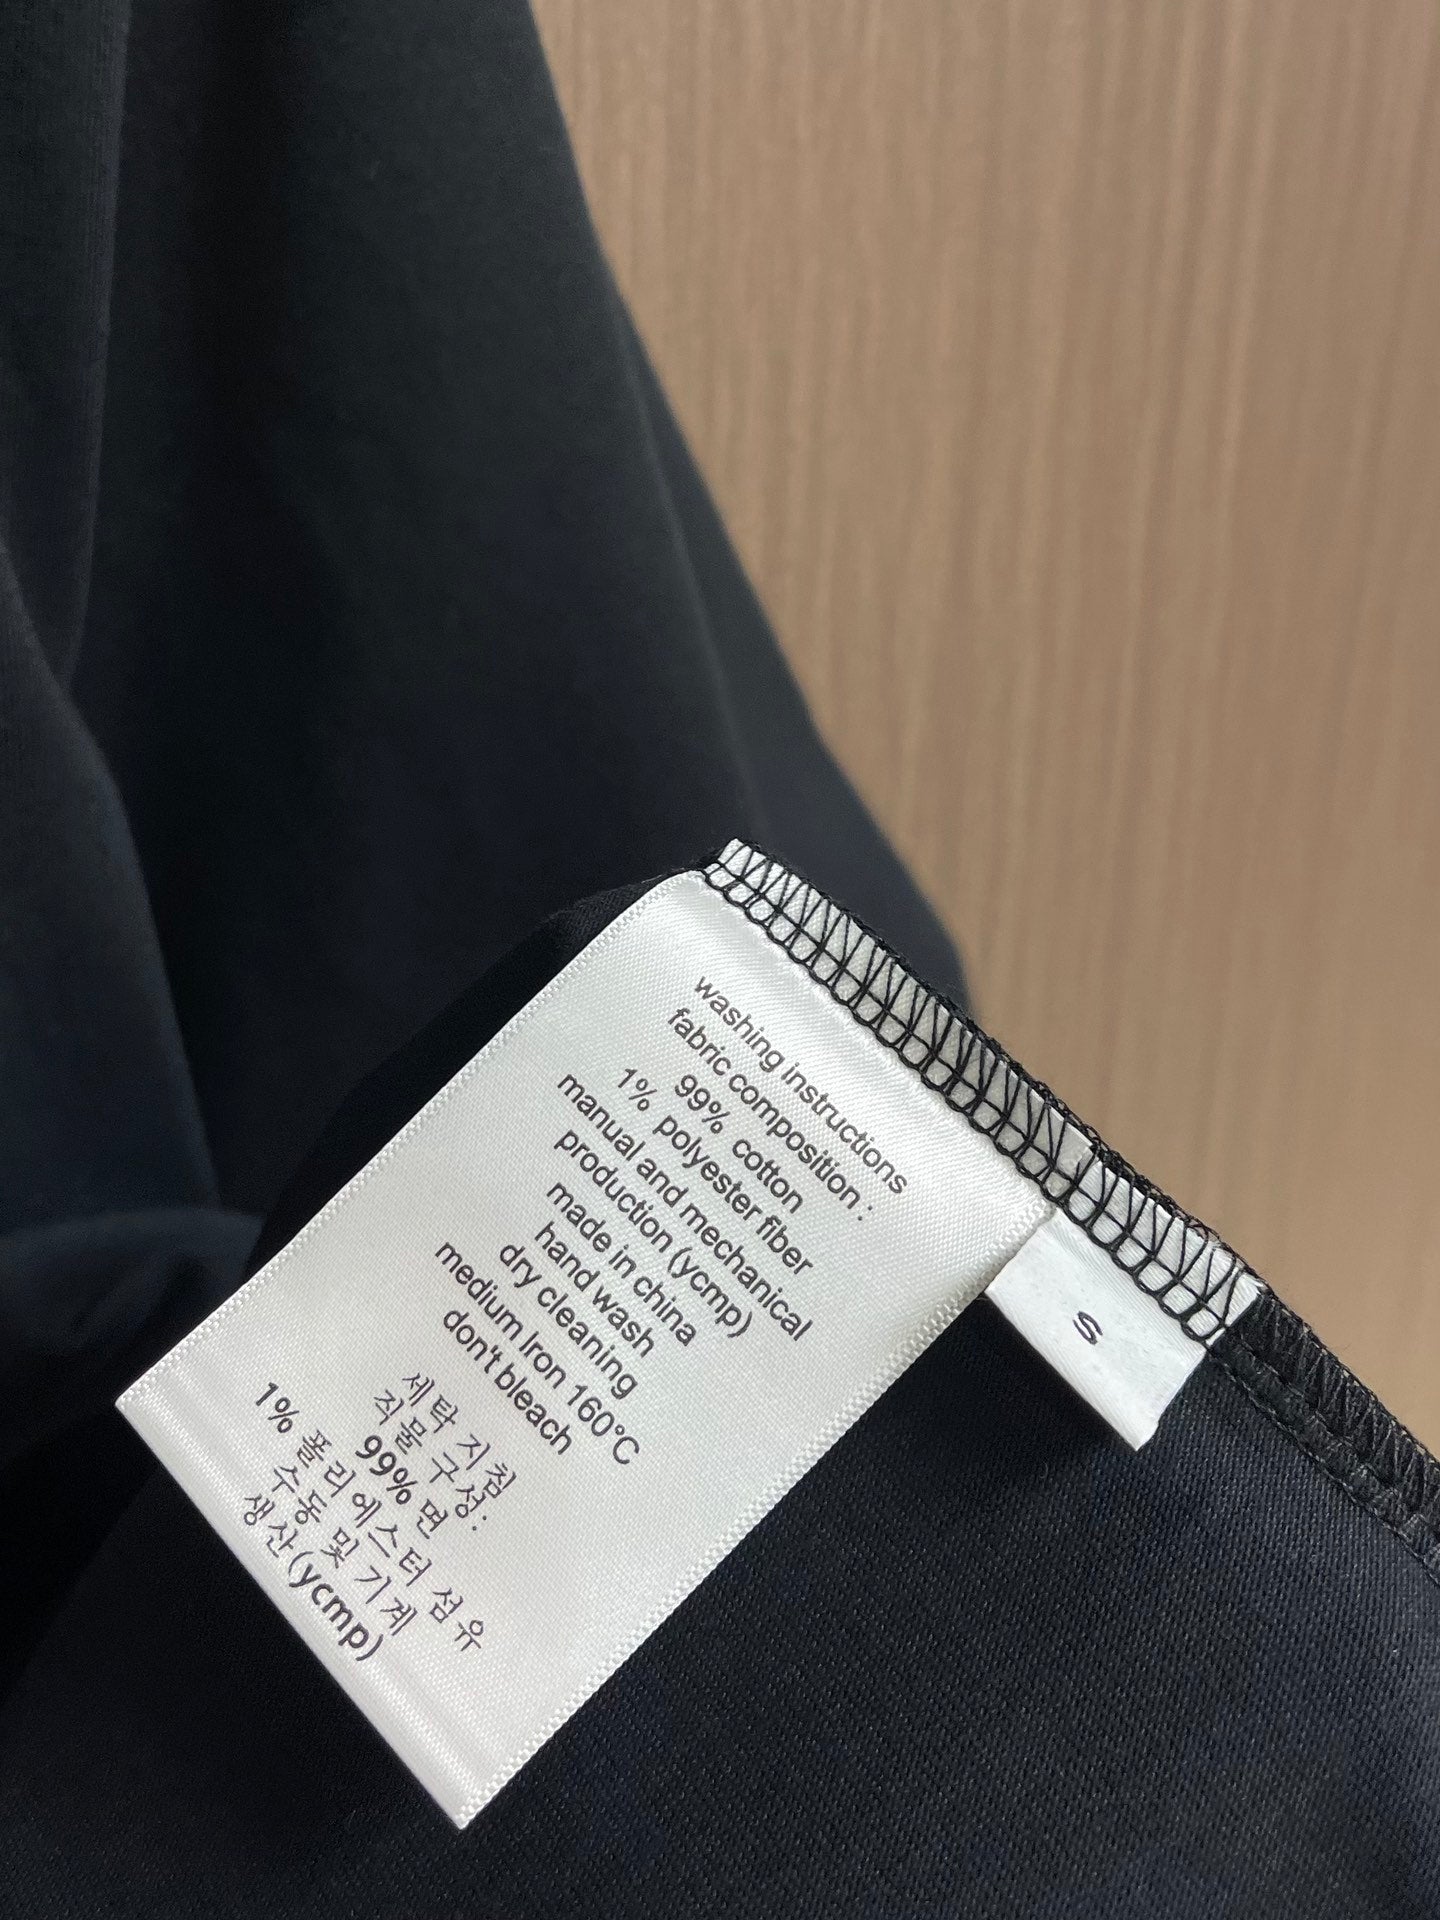 washing instructions
fabric composition :
99% cotton
1% polyester fiber
manual and mechanical
production (ycmp)
made in china
hand wash
dry cleaning
medium Iron 160°C
don't bleach
세탁 지침
직물 구성:
99% 면
1% 폴리에스터 섬유
수동 및 기계
생산(ycmp)
S